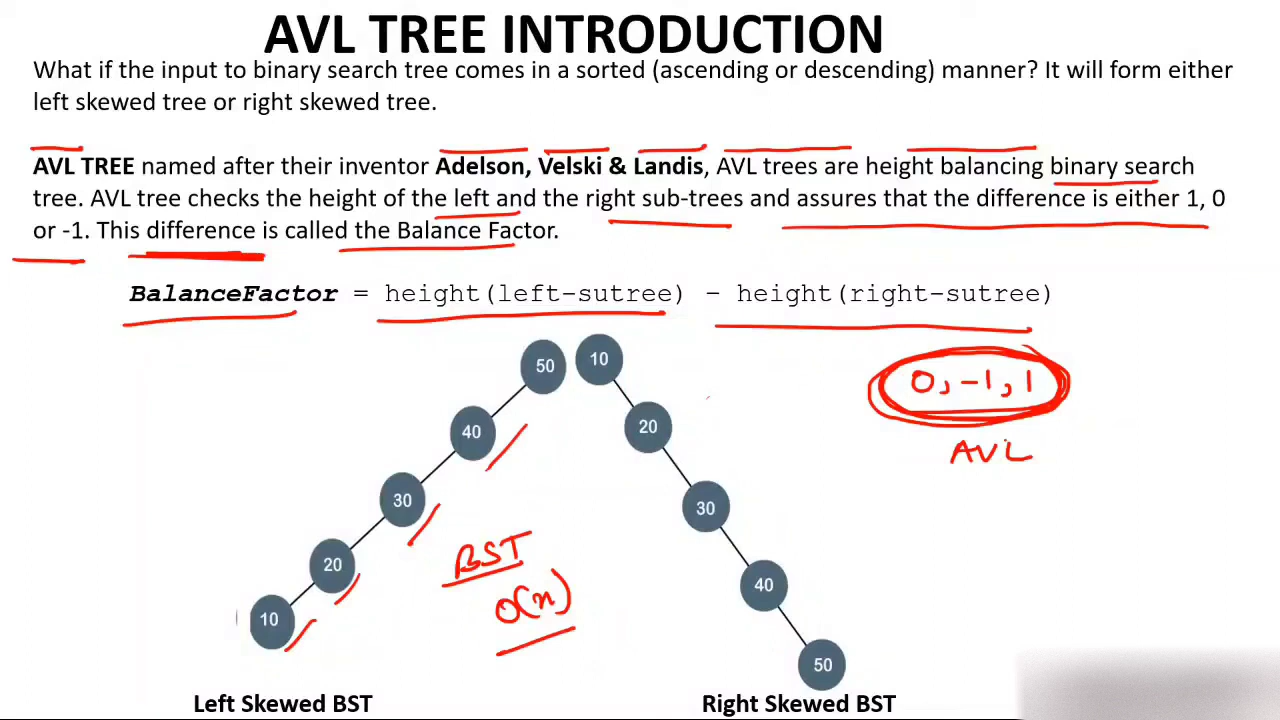 AVL TREE INTRODUCTION
What if the input to binary search tree comes in a sorted (ascending or descending) manner? It will form either
left skewed tree or right skewed tree.
AVL TREE named after their inventor Adelson, Velski & Landis, AVL trees are height balancing binary search
tree. AVL tree checks the height of the left and the right sub-trees and assures that the difference is either 1, 0
or -1. This difference is called the Balance Factor.
BalanceFactor = height(left-sutree) - height(right-sutree)
50
10
0, -1, 1
40
20
AVL
30
30
BST
20
40
O(n)
10
50
Left Skewed BST
Right Skewed BST